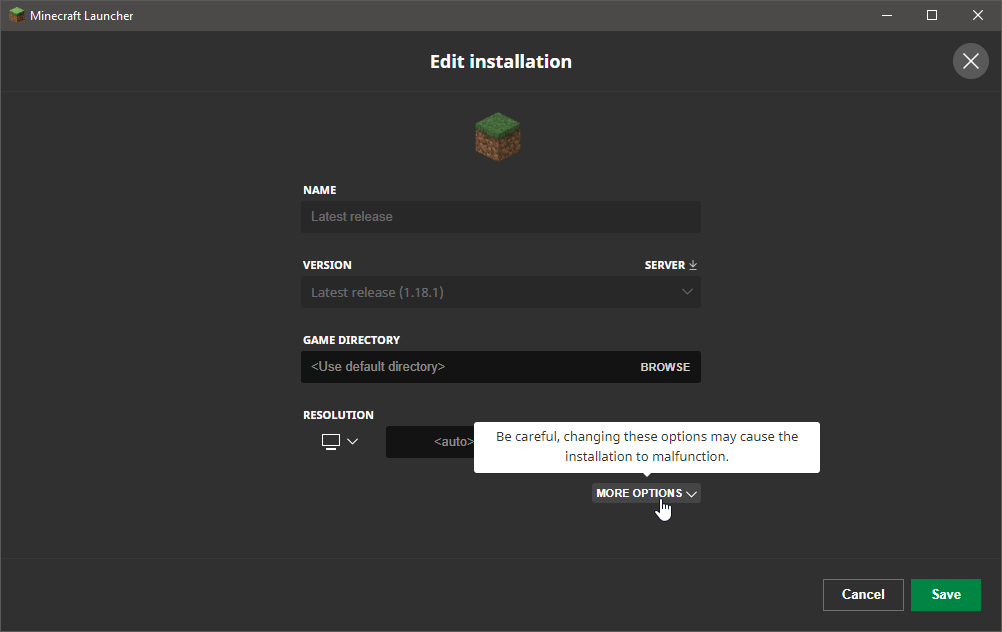 Minecraft Launcher
Edit installation
NAME
Latest release
VERSION
SERVER
Latest release (1.18.1)
GAME DIRECTORY
<Use default directory>
BROWSE
RESOLUTION
<auto>
Be careful, changing these options may cause the
installation to malfunction.
MORE OPTIONS
Cancel
Save